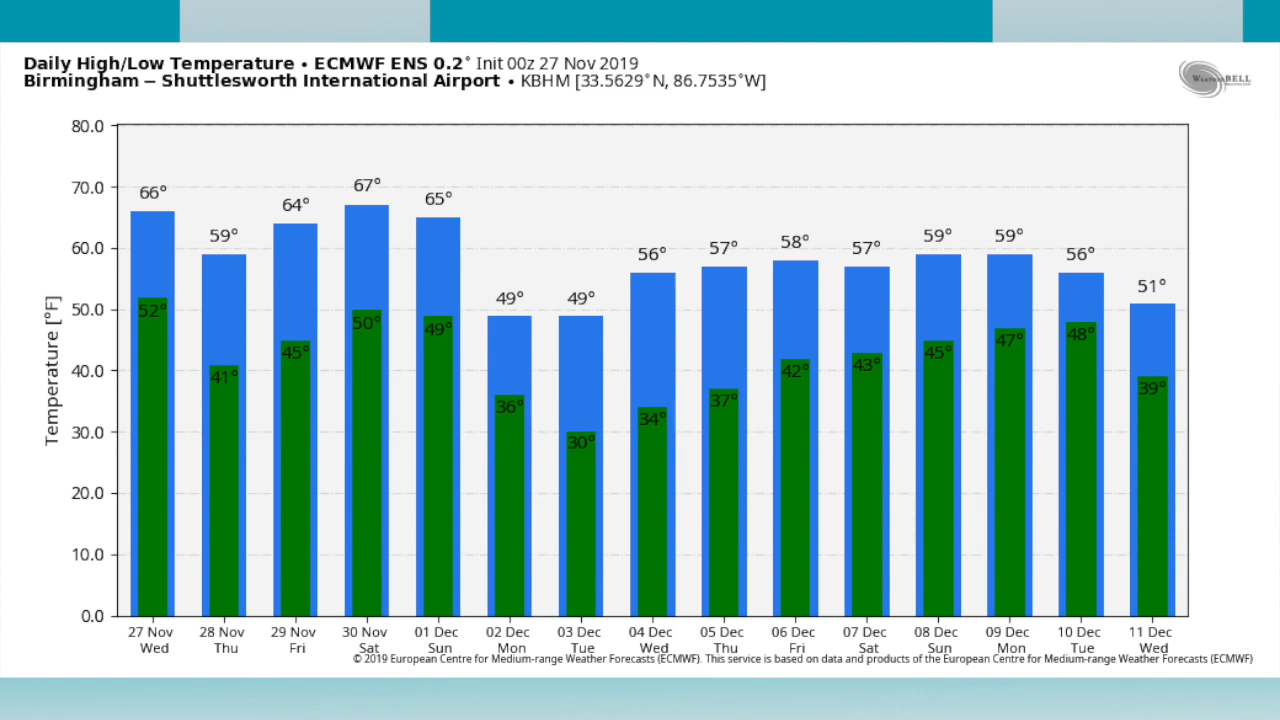 Daily High/Low Temperature • ECMWF ENS 0.2° Init 00z 27 Nov 2019
Birmingham – Shuttlesworth International Airport • KBHM [33.5629°N, 86.7535°W]
WeatherBELL
80.0
70.0
60.0
50.0
40.0
30.0
20.0
10.0
0.0
Temperature [°F]
66° 59° 64° 67° 65° 49° 49° 56° 57° 58° 57° 59° 59° 56° 51°
52° 41° 45° 50° 49° 36° 30° 34° 37° 42° 43° 45° 47° 48° 39°
27 Nov 28 Nov 29 Nov 30 Nov 01 Dec 02 Dec 03 Dec 04 Dec 05 Dec 06 Dec 07 Dec 08 Dec 09 Dec 10 Dec 11 Dec
Wed Thu Fri Sat Sun Mon Tue Wed Thu Fri Sat Sun Mon Tue Wed
© 2019 European Centre for Medium-range Weather Forecasts (ECMWF). This service is based on data and products of the European Centre for Medium-range Weather Forecasts (ECMWF)